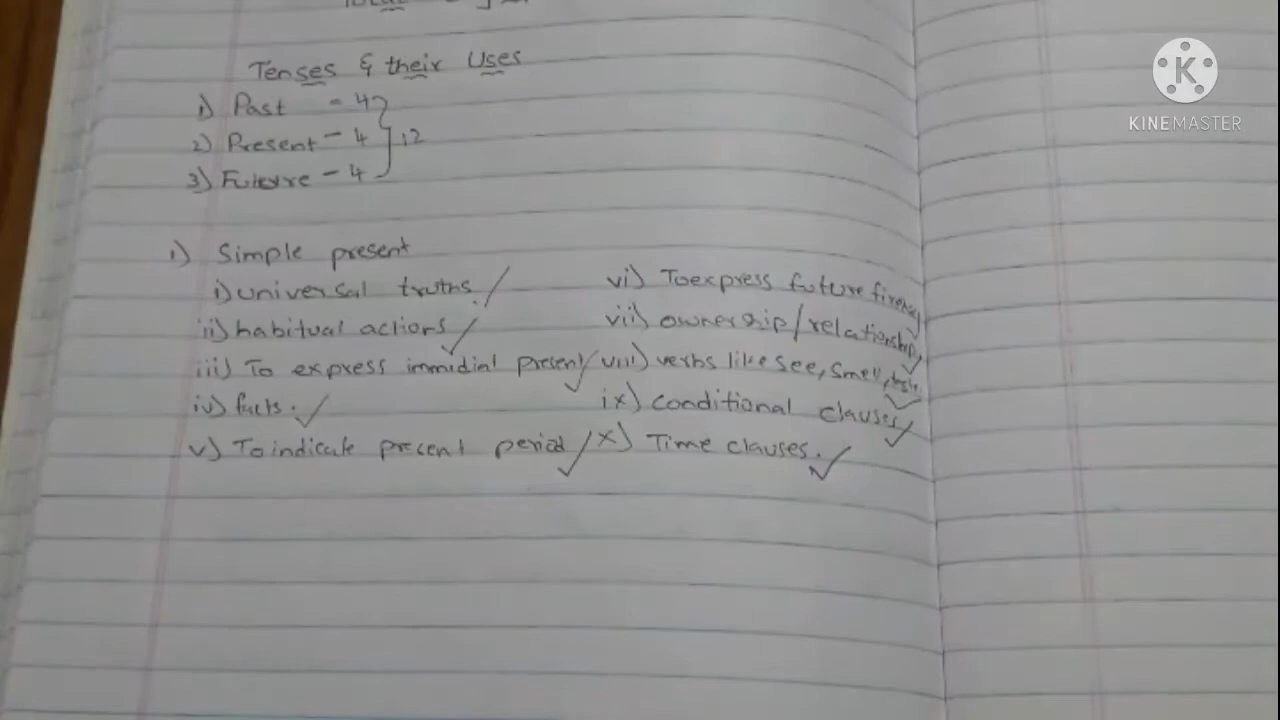 Tenses & their Uses
1) Past - 4
2) Present - 4 12
3) Future - 4
1) Simple present
i) universal truths.
ii) habitual actions
iii) To express immidial present
iv) facts.
v) To indicate present period
vi) To express future
vii) ownership/relationship
viii) verbs like see, smell,
ix) conditional clauses
x) Time clauses.
KINEMASTER